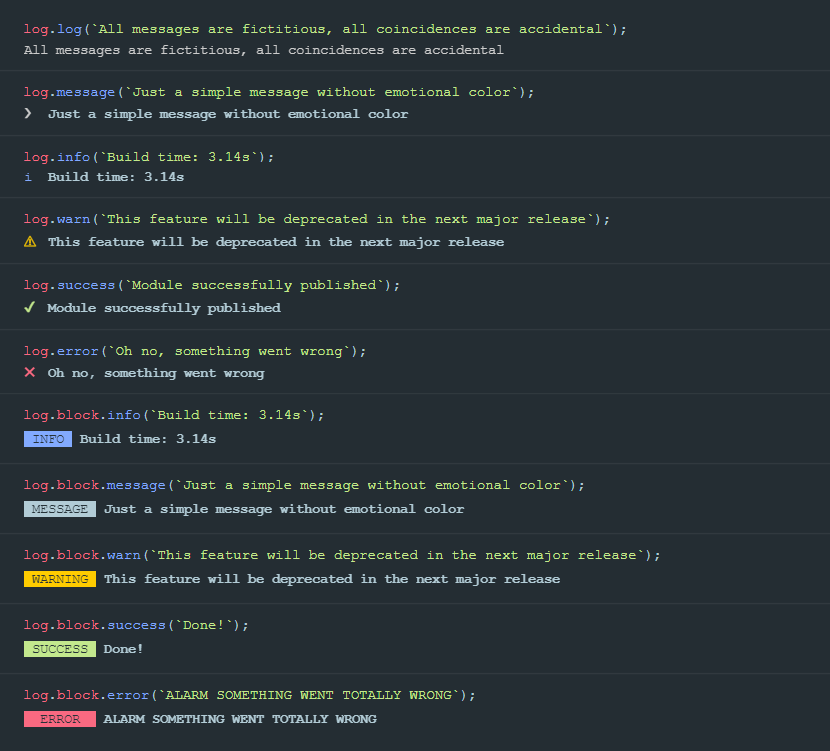 log.log(`All messages are fictitious, all coincidences are accidental`);
All messages are fictitious, all coincidences are accidental
log.message(`Just a simple message without emotional color`);
❯ Just a simple message without emotional color
log.info(`Build time: 3.14s`);
i Build time: 3.14s
log.warn(`This feature will be deprecated in the next major release`);
⚠ This feature will be deprecated in the next major release
log.success(`Module successfully published`);
✔ Module successfully published
log.error(`Oh no, something went wrong`);
✕ Oh no, something went wrong
log.block.info(`Build time: 3.14s`);
INFO Build time: 3.14s
log.block.message(`Just a simple message without emotional color`);
MESSAGE Just a simple message without emotional color
log.block.warn(`This feature will be deprecated in the next major release`);
WARNING This feature will be deprecated in the next major release
log.block.success(`Done!`);
SUCCESS Done!
log.block.error(`ALARM SOMETHING WENT TOTALLY WRONG`);
ERROR ALARM SOMETHING WENT TOTALLY WRONG